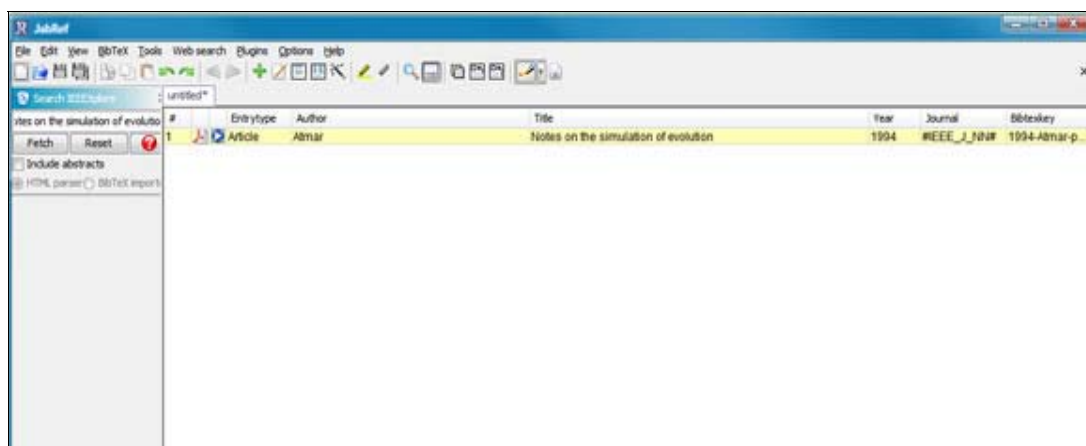 JabRef
File Edit View BibTeX Tools Web search Plugins Options Help
Search IEEEXplore
untitled*
otes on the simulation of evolutio
Fetch Reset
Include abstracts
HTML parser BibTeX import
# Entrytype Author Title Year Journal Bibtexkey
1 Article Atmar Notes on the simulation of evolution 1994 #IEEE_J_NN# 1994-Atmar-p...